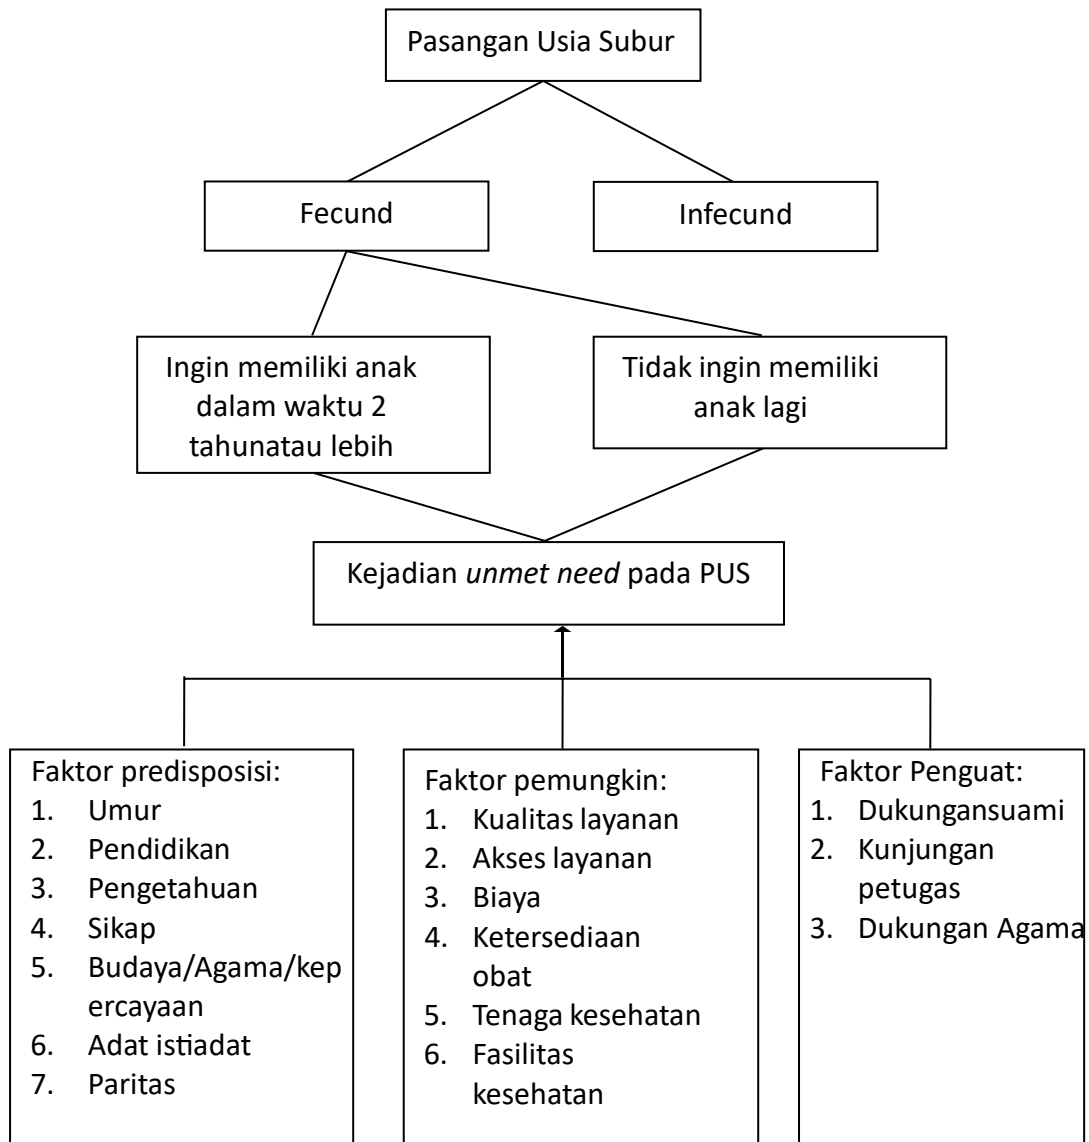 Pasangan Usia Subur
Fecund
Infecund
Ingin memiliki anak
dalam waktu 2
tahunatau lebih
Tidak ingin memiliki
anak lagi
Kejadian unmet need pada PUS
Faktor predisposisi:
1. Umur
2. Pendidikan
3. Pengetahuan
4. Sikap
5. Budaya/Agama/kep
ercayaan
6. Adat istiadat
7. Paritas
Faktor pemungkin:
1. Kualitas layanan
2. Akses layanan
3. Biaya
4. Ketersediaan
obat
5. Tenaga kesehatan
6. Fasilitas
kesehatan
Faktor Penguat:
1. Dukungansuami
2. Kunjungan
petugas
3. Dukungan Agama